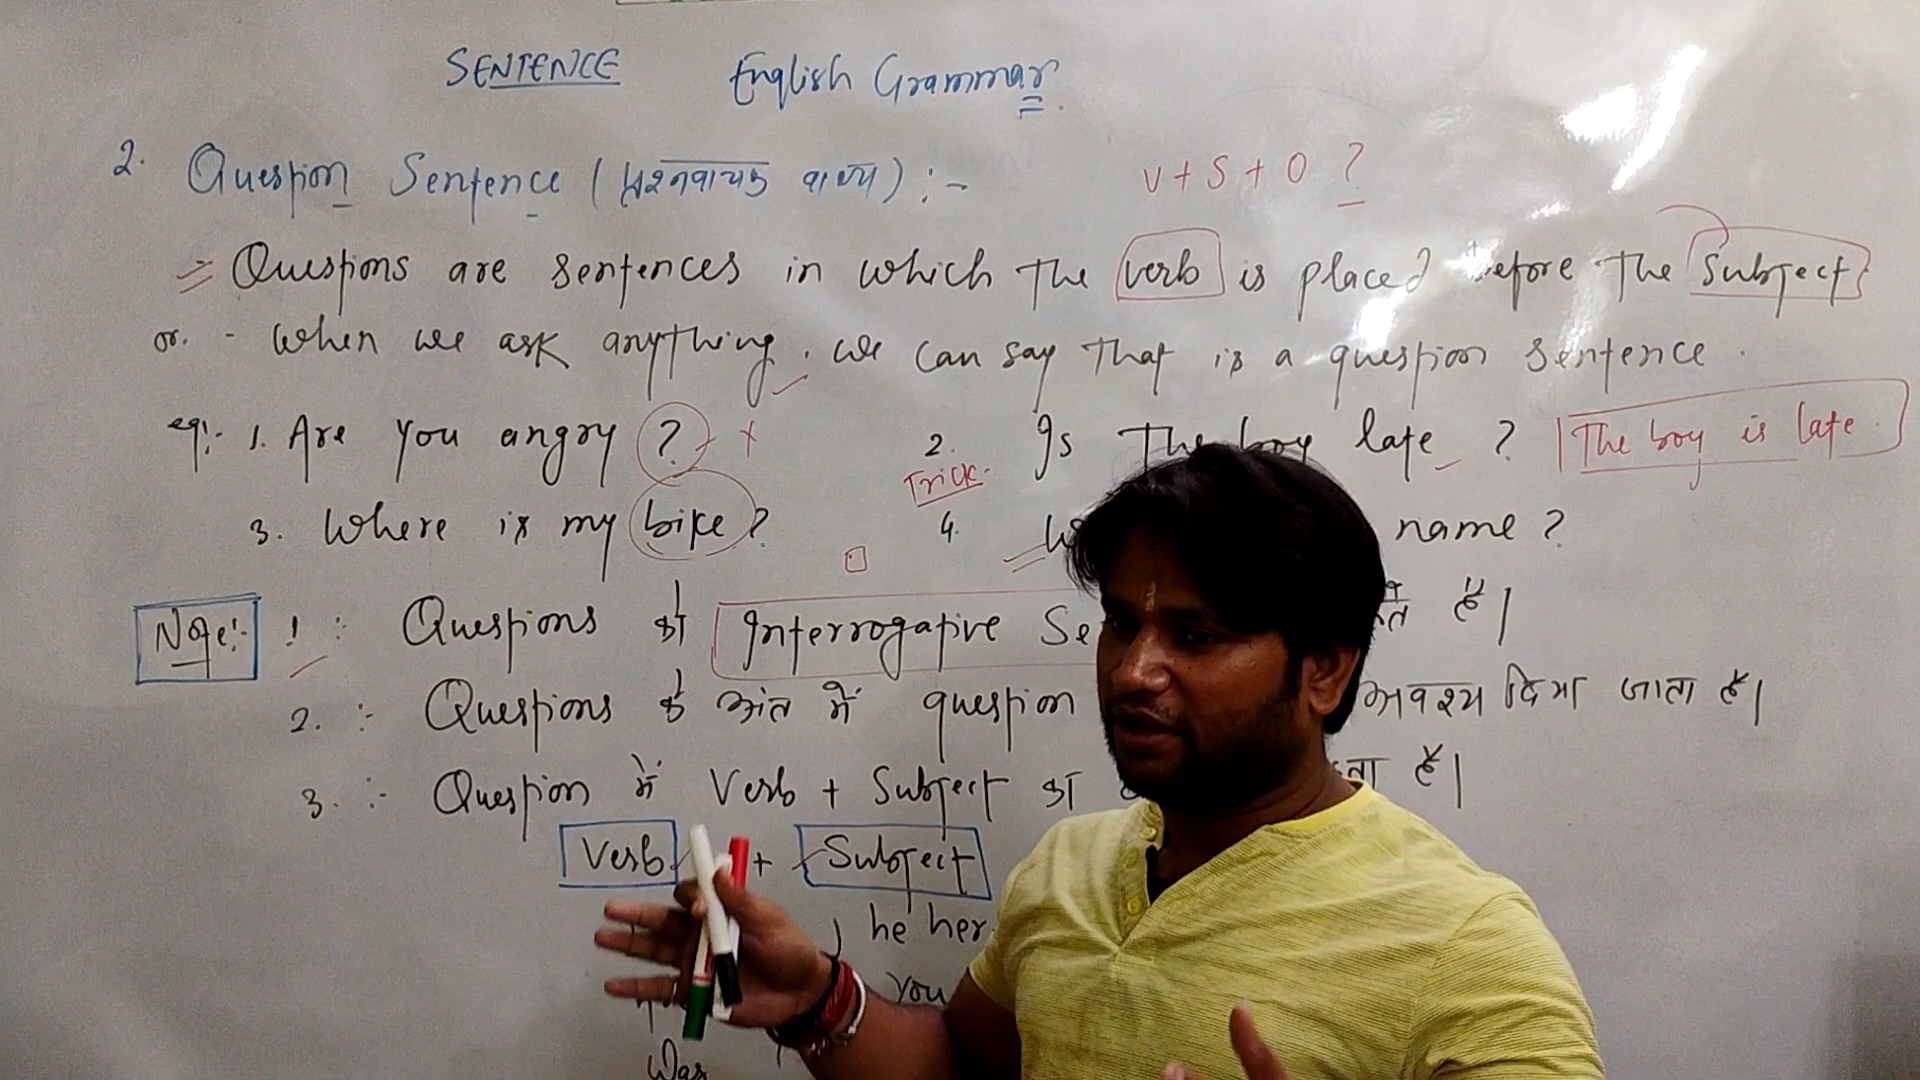 SENTENCE English Grammar
2. Question Sentence (प्रश्नवाचक वाक्य) :-
V + S + O ?
Questions are sentences in which the verb is placed before the subject
or. - When we ask anything, we can say that is a question sentence.
eg:- 1. Are you angry ? 2. Is The boy late ? The boy is late.
Trick.
3. Where is my bike ? 4. name ?
Note:- 1 : Questions को Interrogative Se हैं।
2. :- Questions के अंत में question अवश्य दिया जाता है।
3. :- Question में Verb + Subject का है।
Verb + Subject
he her
you
Was